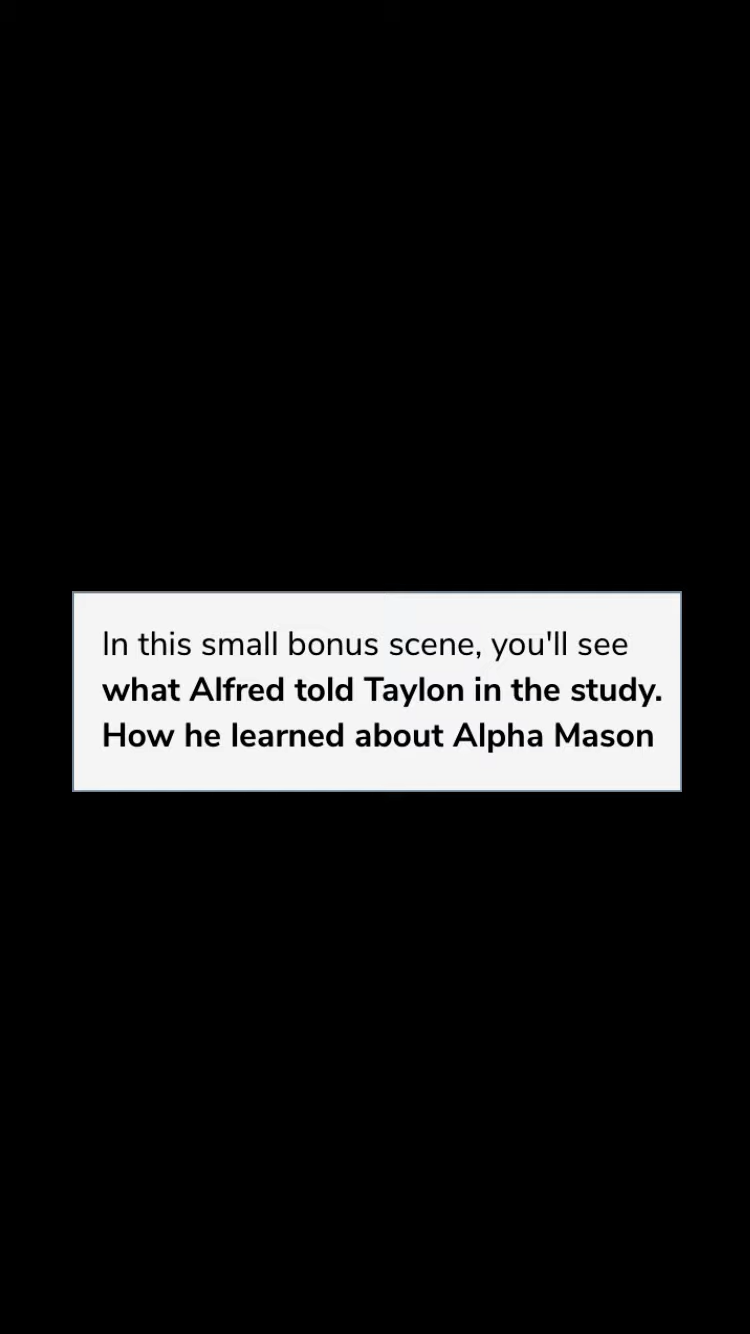 In this small bonus scene, you'll see
what Alfred told Taylon in the study.
How he learned about Alpha Mason